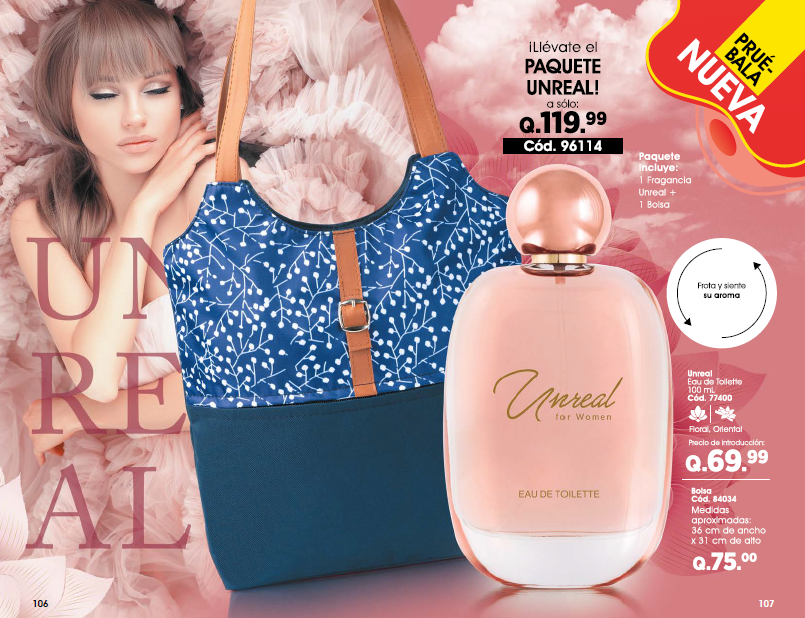 UN
RE
AL
¡Llévate el
PAQUETE
UNREAL!
a sólo:
Q.119.99
Cód. 96114
PRUÉ-
BALA
NUEVA
Paquete
incluye:
1 Fragancia
Unreal +
1 Bolsa
Frota y siente
su aroma
Unreal
for Women
EAU DE TOILETTE
Unreal
Eau de Toilette
100 mL
Cód. 77400
Floral, Oriental
Precio de introducción:
Q.69.99
Bolsa
Cód. 84034
Medidas
aproximadas:
36 cm de ancho
x 31 cm de alto
Q.75.00
106
107